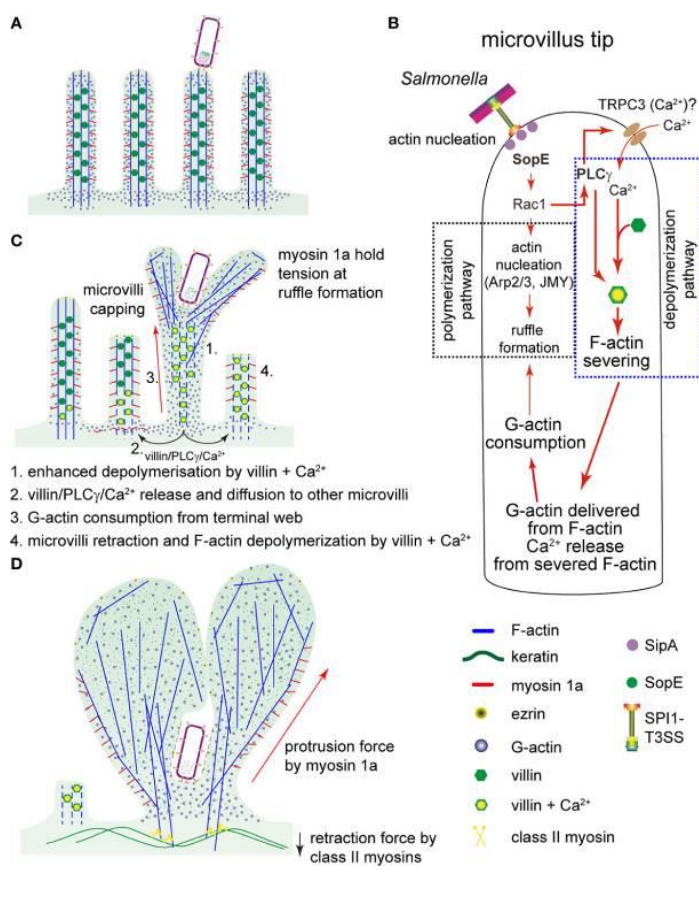 A
B
microvillus tip
Salmonella
TRPC3 (Ca²⁺)?
Ca²⁺
actin nucleation
SopE
PLCγ
Ca²⁺
Rac1
polymerization
pathway
actin
nucleation
(Arp2/3, JMY)
ruffle
formation
depolymerization
pathway
F-actin
severing
G-actin
consumption
G-actin delivered
from F-actin
Ca²⁺ release
from severed F-actin
C
myosin 1a hold
tension at
ruffle formation
microvilli
capping
1.
3.
4.
2.
villin/PLCγ/Ca²⁺
1. enhanced depolymerisation by villin + Ca²⁺
2. villin/PLCγ/Ca²⁺ release and diffusion to other microvilli
3. G-actin consumption from terminal web
4. microvilli retraction and F-actin depolymerization by villin + Ca²⁺
D
protrusion force
by myosin 1a
retraction force by
class II myosins
F-actin
keratin
myosin 1a
ezrin
G-actin
villin
villin + Ca²⁺
class II myosin
SipA
SopE
SPI1-
T3SS